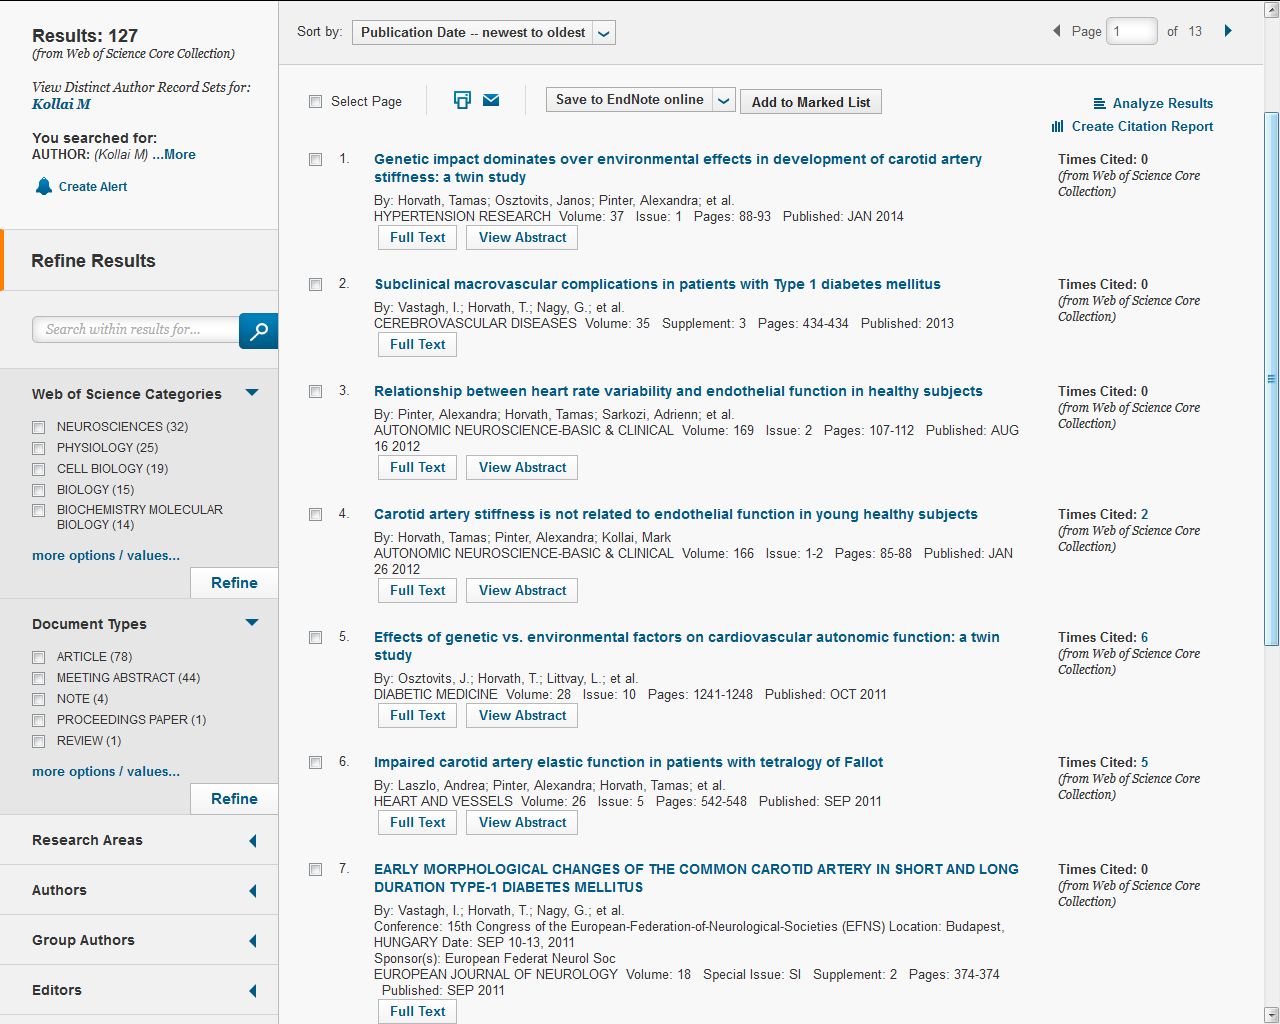 Results: 127
(from Web of Science Core Collection)
View Distinct Author Record Sets for:
Kollai M
You searched for:
AUTHOR: (Kollai M) ...More
Create Alert
Refine Results
Search within results for...
Web of Science Categories
NEUROSCIENCES (32)
PHYSIOLOGY (25)
CELL BIOLOGY (19)
BIOLOGY (15)
BIOCHEMISTRY MOLECULAR
BIOLOGY (14)
more options / values...
Refine
Document Types
ARTICLE (78)
MEETING ABSTRACT (44)
NOTE (4)
PROCEEDINGS PAPER (1)
REVIEW (1)
more options / values...
Refine
Research Areas
Authors
Group Authors
Editors
Sort by: Publication Date -- newest to oldest
Page 1 of 13
Select Page
Save to EndNote online
Add to Marked List
Analyze Results
Create Citation Report
1. Genetic impact dominates over environmental effects in development of carotid artery
stiffness: a twin study
By: Horvath, Tamas; Osztovits, Janos; Pinter, Alexandra; et al.
HYPERTENSION RESEARCH Volume: 37 Issue: 1 Pages: 88-93 Published: JAN 2014
Full Text View Abstract
Times Cited: 0
(from Web of Science Core
Collection)
2. Subclinical macrovascular complications in patients with Type 1 diabetes mellitus
By: Vastagh, I.; Horvath, T.; Nagy, G.; et al.
CEREBROVASCULAR DISEASES Volume: 35 Supplement: 3 Pages: 434-434 Published: 2013
Full Text
Times Cited: 0
(from Web of Science Core
Collection)
3. Relationship between heart rate variability and endothelial function in healthy subjects
By: Pinter, Alexandra; Horvath, Tamas; Sarkozi, Adrienn; et al.
AUTONOMIC NEUROSCIENCE-BASIC & CLINICAL Volume: 169 Issue: 2 Pages: 107-112 Published: AUG
16 2012
Full Text View Abstract
Times Cited: 0
(from Web of Science Core
Collection)
4. Carotid artery stiffness is not related to endothelial function in young healthy subjects
By: Horvath, Tamas; Pinter, Alexandra; Kollai, Mark
AUTONOMIC NEUROSCIENCE-BASIC & CLINICAL Volume: 166 Issue: 1-2 Pages: 85-88 Published: JAN
26 2012
Full Text View Abstract
Times Cited: 2
(from Web of Science Core
Collection)
5. Effects of genetic vs. environmental factors on cardiovascular autonomic function: a twin
study
By: Osztovits, J.; Horvath, T.; Littvay, L.; et al.
DIABETIC MEDICINE Volume: 28 Issue: 10 Pages: 1241-1248 Published: OCT 2011
Full Text View Abstract
Times Cited: 6
(from Web of Science Core
Collection)
6. Impaired carotid artery elastic function in patients with tetralogy of Fallot
By: Laszlo, Andrea; Pinter, Alexandra; Horvath, Tamas; et al.
HEART AND VESSELS Volume: 26 Issue: 5 Pages: 542-548 Published: SEP 2011
Full Text View Abstract
Times Cited: 5
(from Web of Science Core
Collection)
7. EARLY MORPHOLOGICAL CHANGES OF THE COMMON CAROTID ARTERY IN SHORT AND LONG
DURATION TYPE-1 DIABETES MELLITUS
By: Vastagh, I.; Horvath, T.; Nagy, G.; et al.
Conference: 15th Congress of the European-Federation-of-Neurological-Societies (EFNS) Location: Budapest,
HUNGARY Date: SEP 10-13, 2011
Sponsor(s): European Federat Neurol Soc
EUROPEAN JOURNAL OF NEUROLOGY Volume: 18 Special Issue: SI Supplement: 2 Pages: 374-374
Published: SEP 2011
Full Text
Times Cited: 0
(from Web of Science Core
Collection)